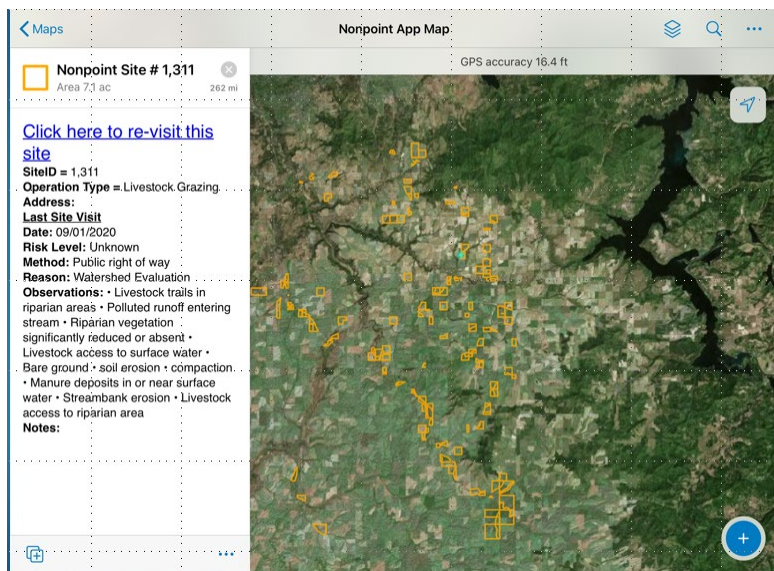 Maps
Nonpoint App Map
GPS accuracy 16.4 ft
Nonpoint Site # 1,311
Area 7.1 ac
262 mi
Click here to re-visit this
site
SiteID = 1,311
Operation Type = Livestock Grazing
Address:
Last Site Visit
Date: 09/01/2020
Risk Level: Unknown
Method: Public right of way
Reason: Watershed Evaluation
Observations: • Livestock trails in
riparian areas • Polluted runoff entering
stream • Riparian vegetation
significantly reduced or absent •
Livestock access to surface water •
Bare ground • soil erosion • compaction
• Manure deposits in or near surface
water • Streambank erosion • Livestock
access to riparian area
Notes: